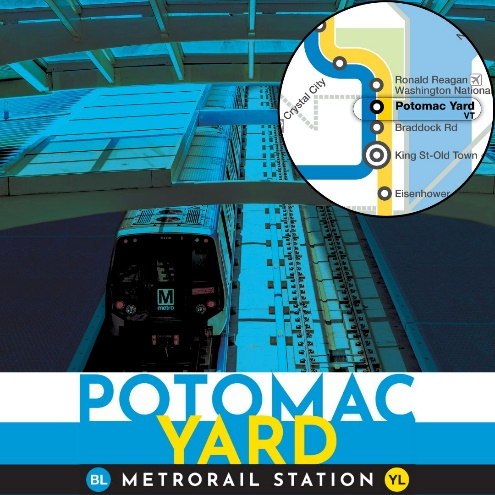 Crystal City
Ronald Reagan
Washington Nationa
Potomac Yard
VT
Braddock Rd
King St-Old Town
Eisenhower
M
metro
POTOMAC
YARD
BL METRORAIL STATION YL